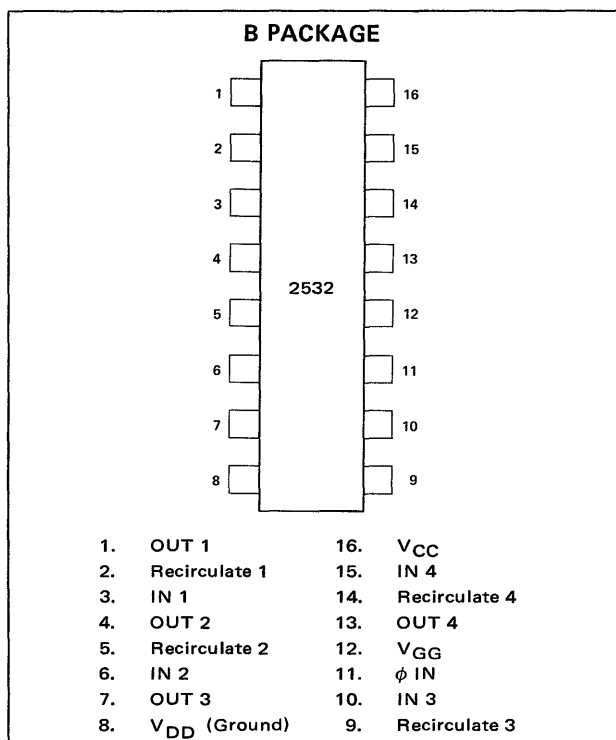 B PACKAGE
1 16
2 15
3 14
4 13
2532
5 12
6 11
7 10
8 9
1. OUT 1 16. VCC
2. Recirculate 1 15. IN 4
3. IN 1 14. Recirculate 4
4. OUT 2 13. OUT 4
5. Recirculate 2 12. VGG
6. IN 2 11. ϕ IN
7. OUT 3 10. IN 3
8. VDD (Ground) 9. Recirculate 3